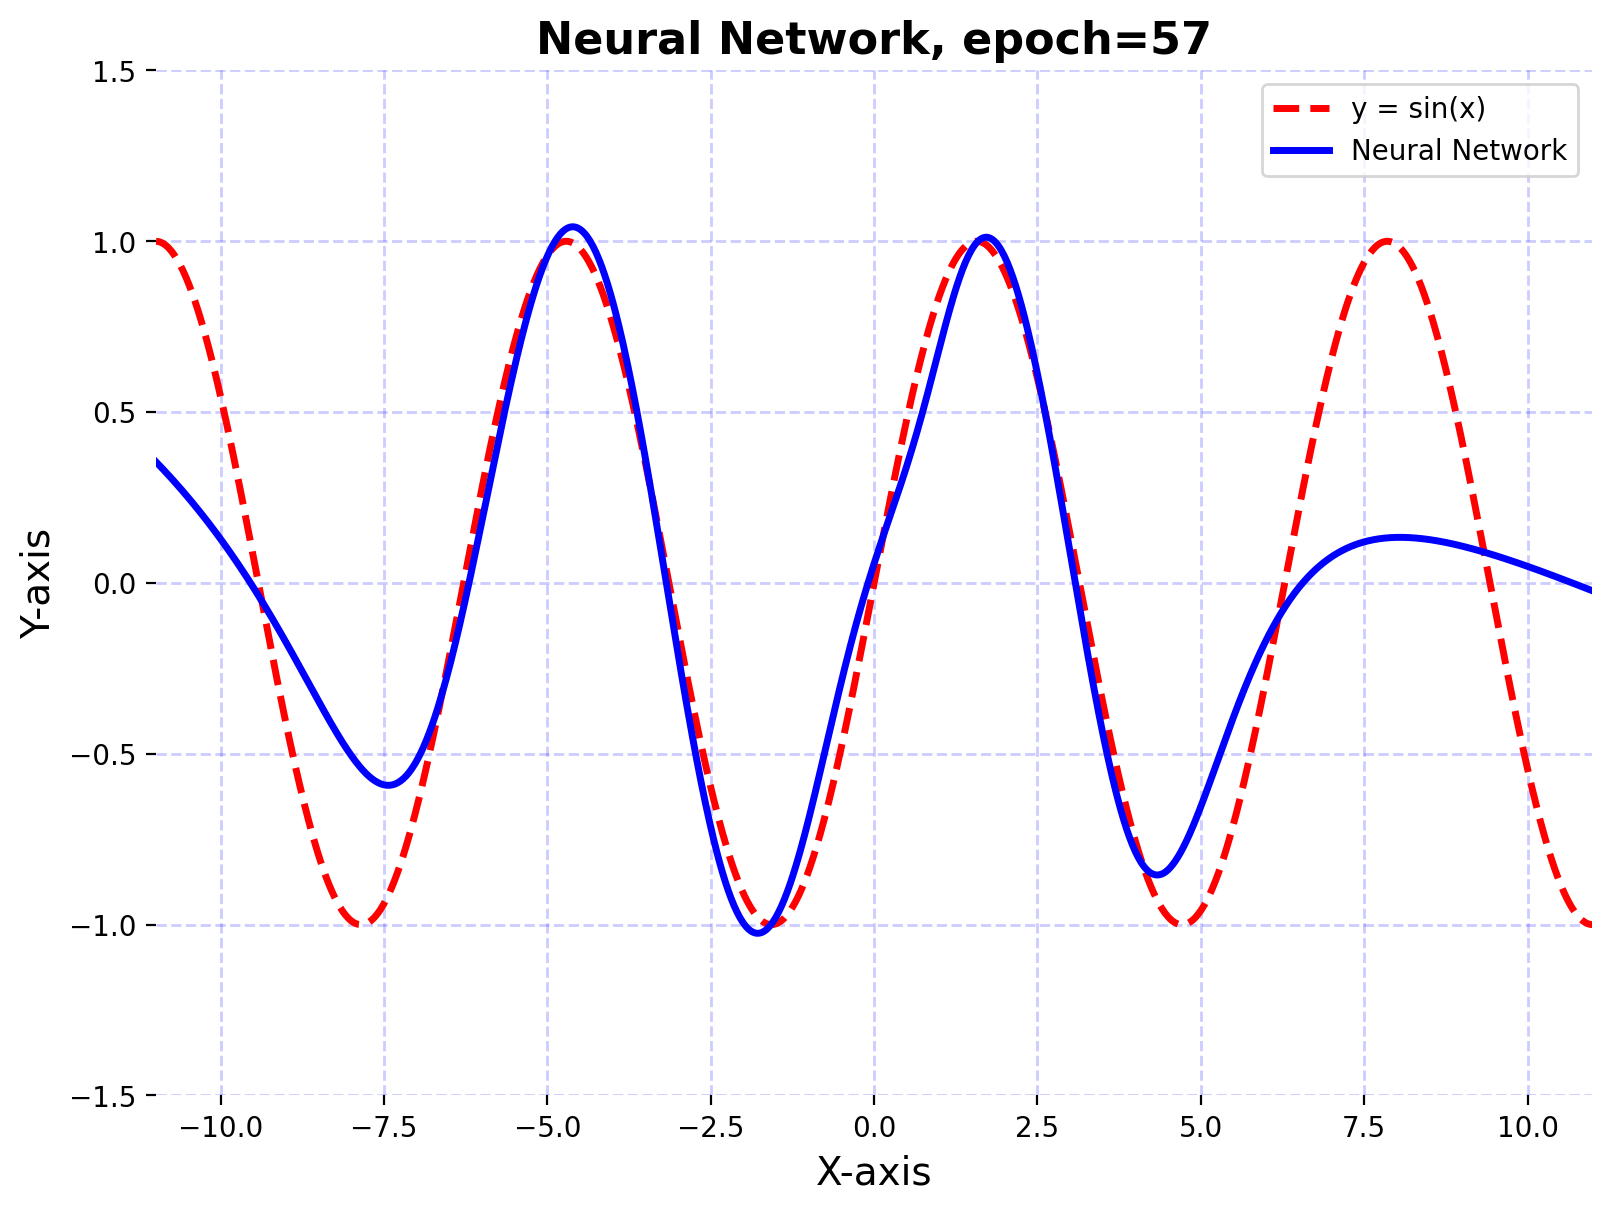 Neural Network, epoch=57
y = sin(x)
Neural Network
1.5
1.0
0.5
0.0
−0.5
−1.0
−1.5
Y-axis
−10.0 −7.5 −5.0 −2.5 0.0 2.5 5.0 7.5 10.0
X-axis